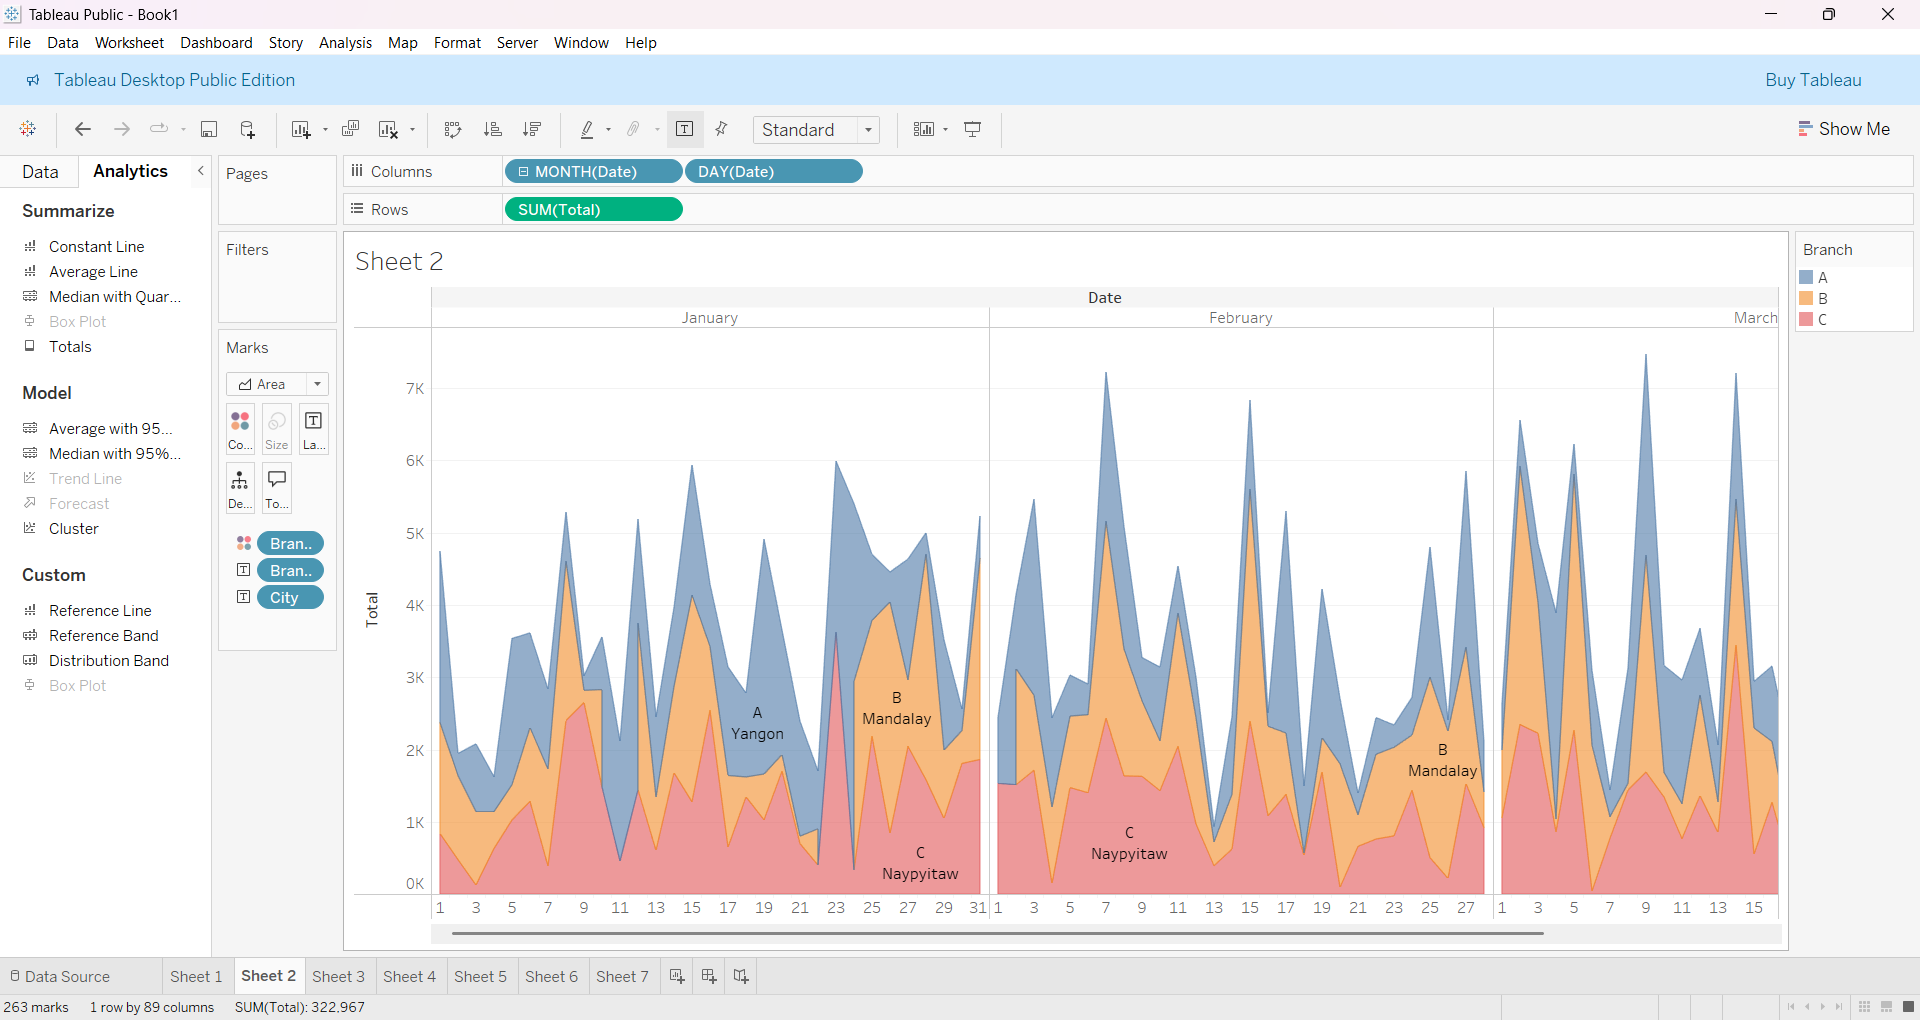 Tableau Public - Book1
File Data Worksheet Dashboard Story Analysis Map Format Server Window Help
Tableau Desktop Public Edition
Buy Tableau
Standard
Show Me
Data Analytics
Summarize
Constant Line
Average Line
Median with Quar...
Box Plot
Totals
Model
Average with 95...
Median with 95%...
Trend Line
Forecast
Cluster
Custom
Reference Line
Reference Band
Distribution Band
Box Plot
Pages
Filters
Marks
Area
Co... Size La...
De... To...
Bran..
Bran..
City
Columns MONTH(Date) DAY(Date)
Rows SUM(Total)
Sheet 2
Date
January February March
Total
7K
6K
5K
4K
3K
2K
1K
0K
A
Yangon
B
Mandalay
C
Naypyitaw
C
Naypyitaw
B
Mandalay
1 3 5 7 9 11 13 15 17 19 21 23 25 27 29 31 1 3 5 7 9 11 13 15 17 19 21 23 25 27 1 3 5 7 9 11 13 15
Branch
A
B
C
Data Source Sheet 1 Sheet 2 Sheet 3 Sheet 4 Sheet 5 Sheet 6 Sheet 7
263 marks 1 row by 89 columns SUM(Total): 322,967